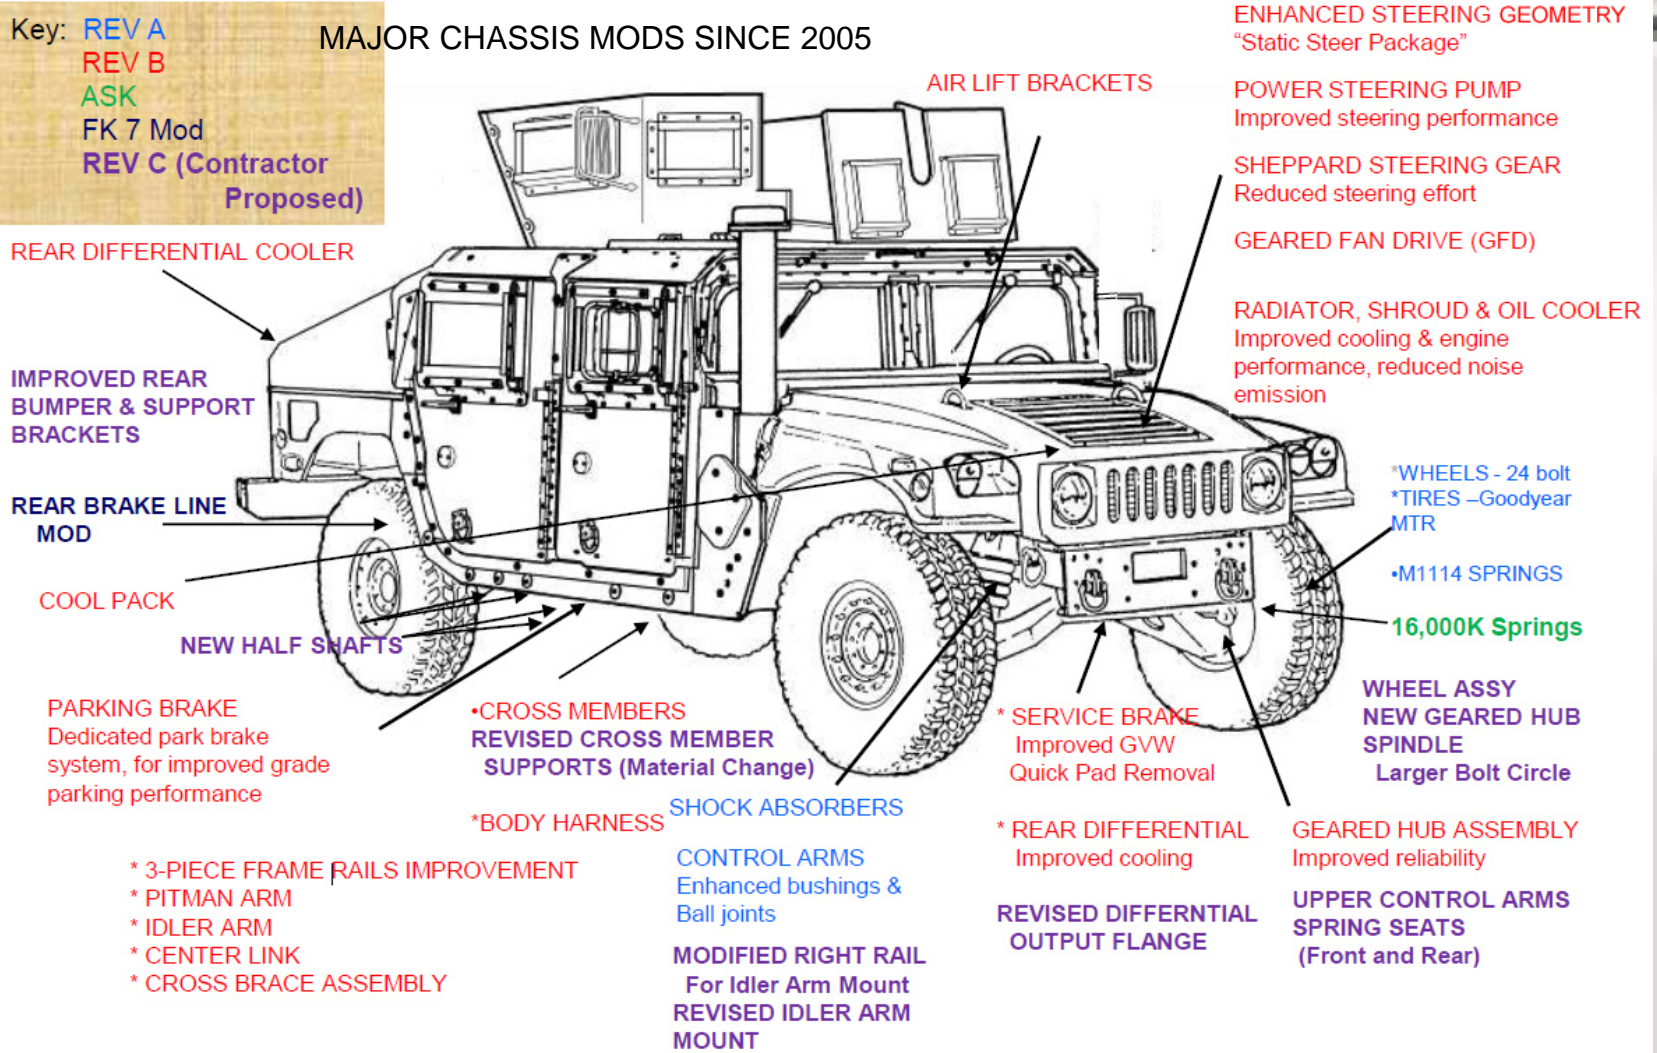 Key: REV A
REV B
ASK
FK 7 Mod
REV C (Contractor
Proposed)
MAJOR CHASSIS MODS SINCE 2005
AIR LIFT BRACKETS
ENHANCED STEERING GEOMETRY
“Static Steer Package”
POWER STEERING PUMP
Improved steering performance
SHEPPARD STEERING GEAR
Reduced steering effort
GEARED FAN DRIVE (GFD)
RADIATOR, SHROUD & OIL COOLER
Improved cooling & engine
performance, reduced noise
emission
REAR DIFFERENTIAL COOLER
IMPROVED REAR
BUMPER & SUPPORT
BRACKETS
REAR BRAKE LINE
MOD
COOL PACK
NEW HALF SHAFTS
PARKING BRAKE
Dedicated park brake
system, for improved grade
parking performance
* 3-PIECE FRAME RAILS IMPROVEMENT
* PITMAN ARM
* IDLER ARM
* CENTER LINK
* CROSS BRACE ASSEMBLY
•CROSS MEMBERS
REVISED CROSS MEMBER
SUPPORTS (Material Change)
*BODY HARNESS
SHOCK ABSORBERS
CONTROL ARMS
Enhanced bushings &
Ball joints
MODIFIED RIGHT RAIL
For Idler Arm Mount
REVISED IDLER ARM
MOUNT
* SERVICE BRAKE
Improved GVW
Quick Pad Removal
* REAR DIFFERENTIAL
Improved cooling
REVISED DIFFERNTIAL
OUTPUT FLANGE
*WHEELS - 24 bolt
*TIRES –Goodyear
MTR
•M1114 SPRINGS
16,000K Springs
WHEEL ASSY
NEW GEARED HUB
SPINDLE
Larger Bolt Circle
GEARED HUB ASSEMBLY
Improved reliability
UPPER CONTROL ARMS
SPRING SEATS
(Front and Rear)